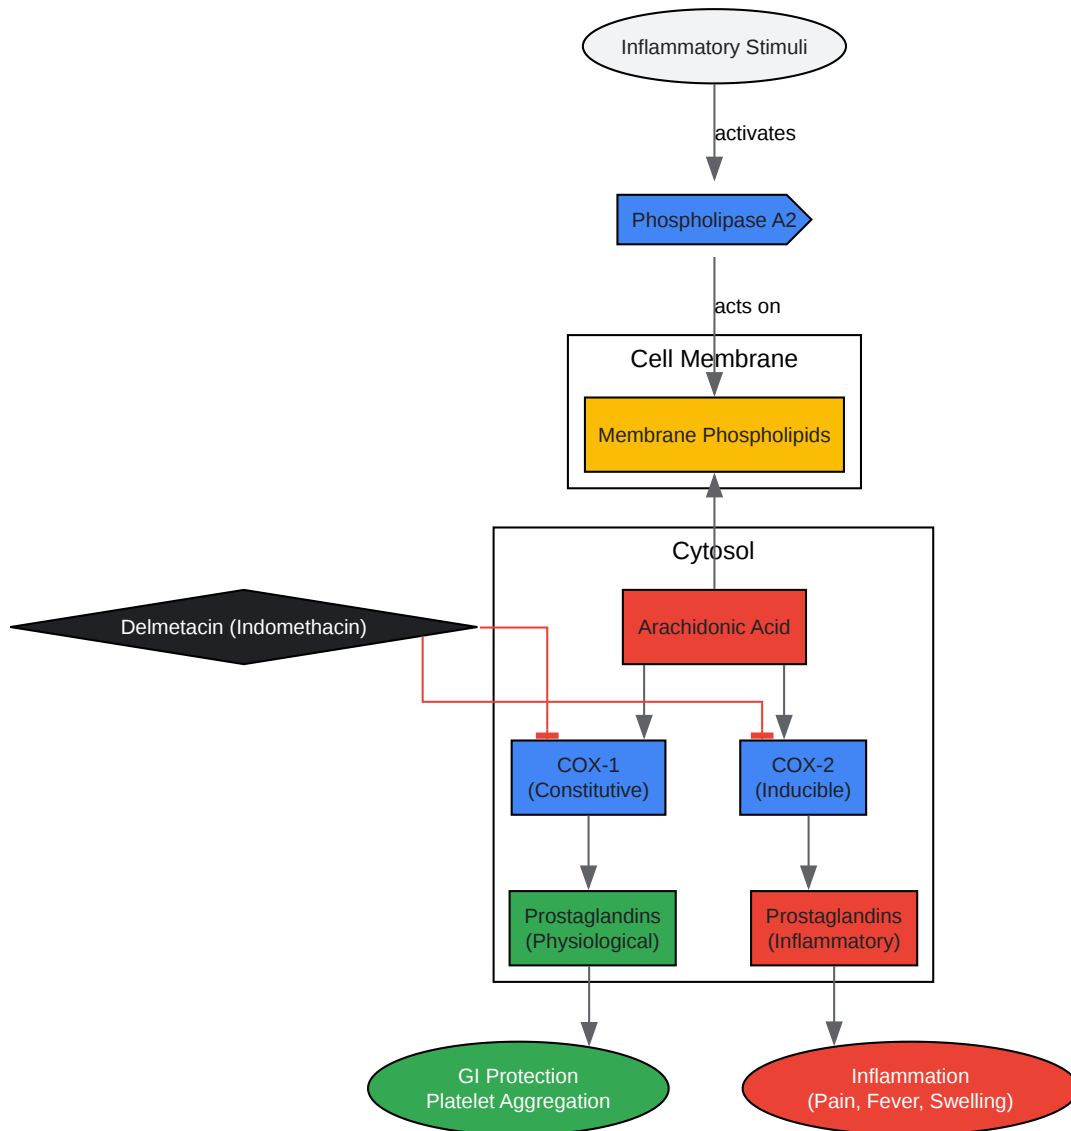 Inflammatory Stimuli
activates
Phospholipase A2
acts on
Cell Membrane
Membrane Phospholipids
Cytosol
Delmetacin (Indomethacin)
Arachidonic Acid
COX-1
(Constitutive)
COX-2
(Inducible)
Prostaglandins
(Physiological)
Prostaglandins
(Inflammatory)
GI Protection
Platelet Aggregation
Inflammation
(Pain, Fever, Swelling)